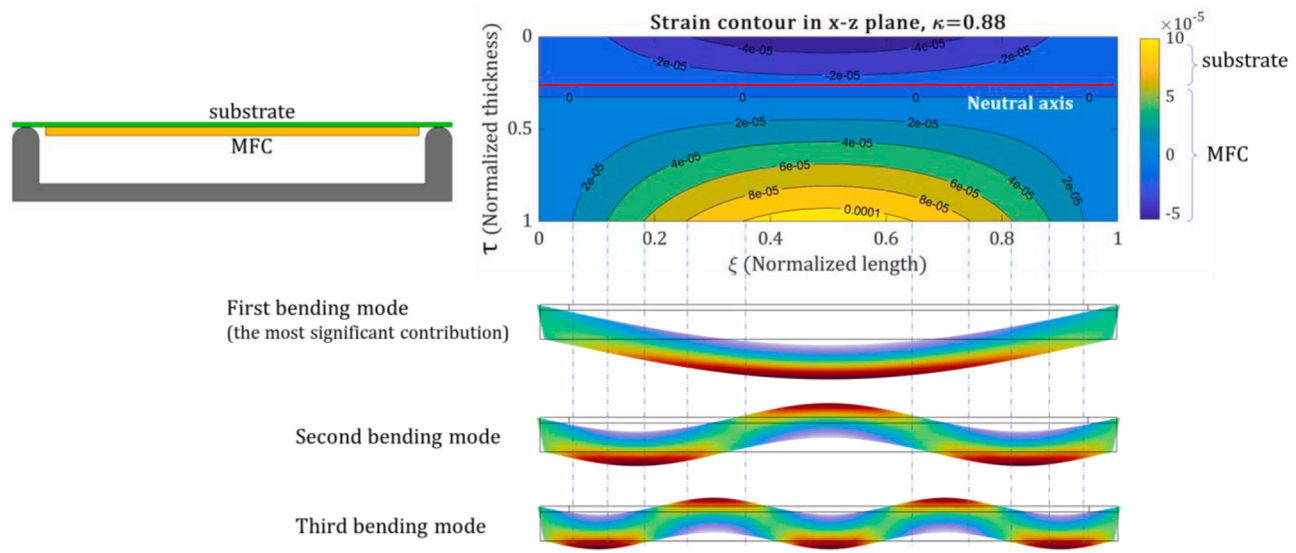 Strain contour in x-z plane, κ=0.88
substrate
MFC
τ (Normalized thickness)
0
0.5
1
-4e-05
-4e-05
-2e-05
-2e-05
-2e-05
0
0
0
0
Neutral axis
2e-05
2e-05
4e-05
4e-05
6e-05
2e-05
4e-05
6e-05
8e-05
8e-05
2e-05
0.0001
0
0.2
0.4
0.6
0.8
1
ξ (Normalized length)
×10⁻⁵
10
5
0
-5
substrate
MFC
First bending mode
(the most significant contribution)
Second bending mode
Third bending mode